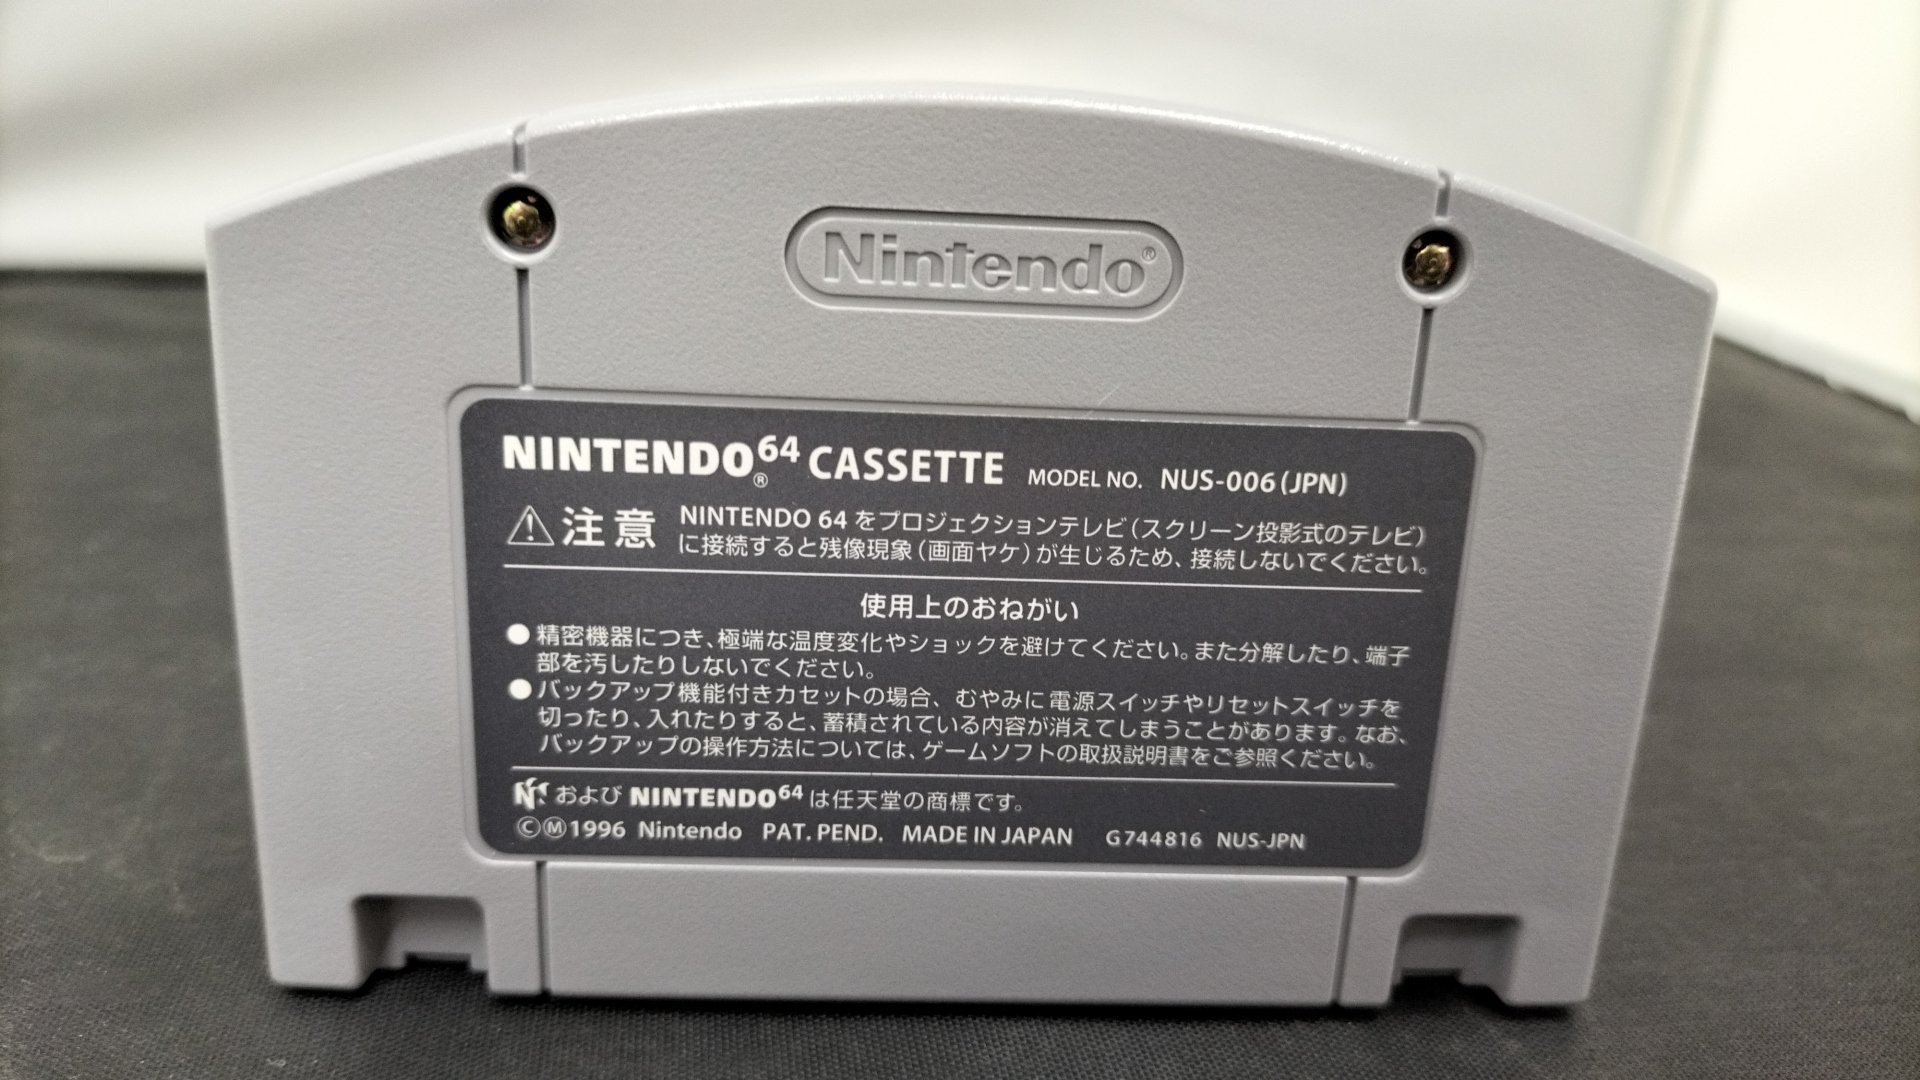 Nintendo®
NINTENDO64® CASSETTE MODEL NO. NUS-006(JPN)
⚠注意 NINTENDO 64 をプロジェクションテレビ(スクリーン投影式のテレビ)
に接続すると残像現象(画面ヤケ)が生じるため、接続しないでください。
使用上のおねがい
●精密機器につき、極端な温度変化やショックを避けてください。また分解したり、端子
部を汚したりしないでください。
●バックアップ機能付きカセットの場合、むやみに電源スイッチやリセットスイッチを
切ったり、入れたりすると、蓄積されている内容が消えてしまうことがあります。なお、
バックアップの操作方法については、ゲームソフトの取扱説明書をご参照ください。
および NINTENDO64 は任天堂の商標です。
©Ⓜ1996 Nintendo PAT. PEND. MADE IN JAPAN G744816 NUS-JPN